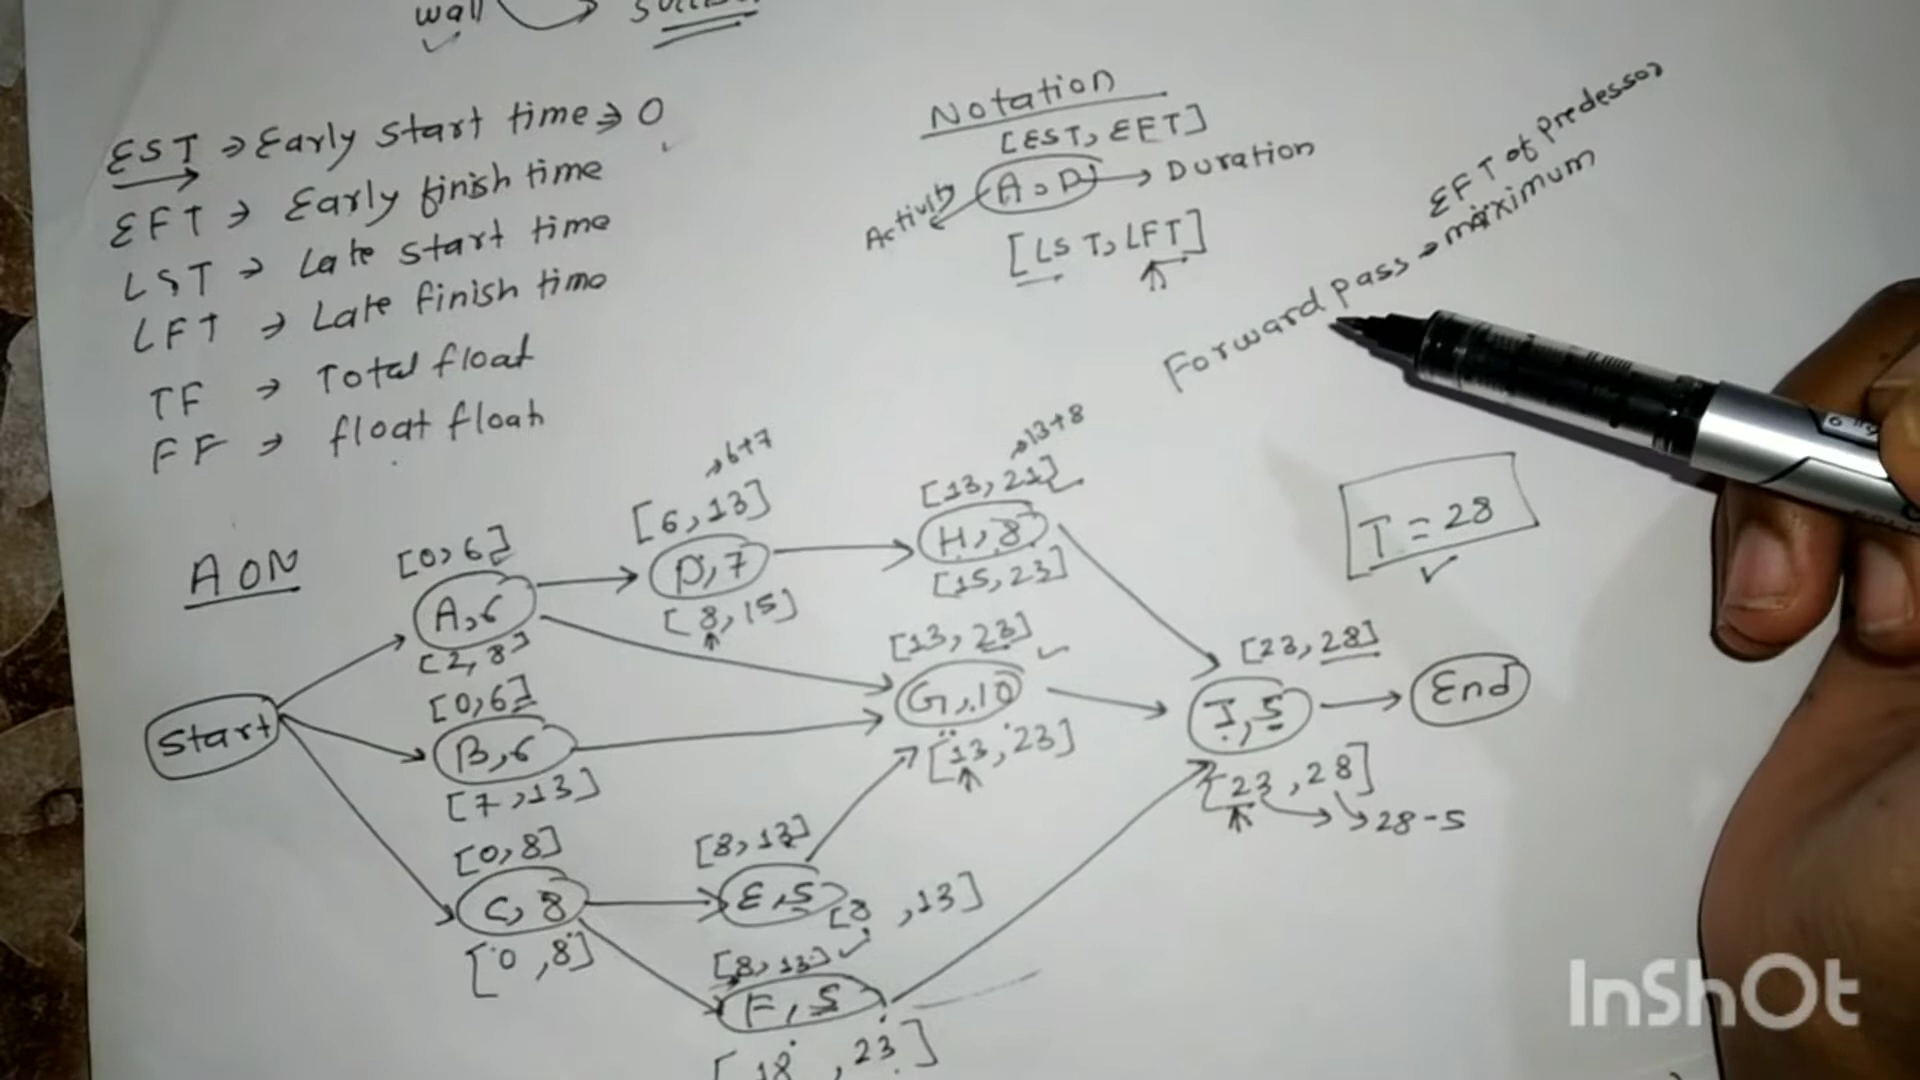 wall
EST → Early start time ⇒ 0
EFT → Early finish time
LST → Late start time
LFT → Late finish time
TF → Total float
FF → float float
Notation
[EST, EFT]
Activity A, D → Duration
[LST, LFT]
EFT of Predessor
Forward pass → maximum
→ 6+7
→ 13+8
[6, 13]
[13, 21]
T = 28
AON
[0, 6]
A, 6
D, 7
H, 8
[2, 8]
[8, 15]
[15, 23]
[0, 6]
[13, 23]
[23, 28]
Start
B, 6
G, 10
I, 5
End
[7, 13]
[13, 23]
[23, 28]
→ 28-5
[0, 8]
[8, 13]
C, 8
E, 5
[8, 13]
[0, 8]
[8, 13]
F, 5
[18, 23]
InShOt